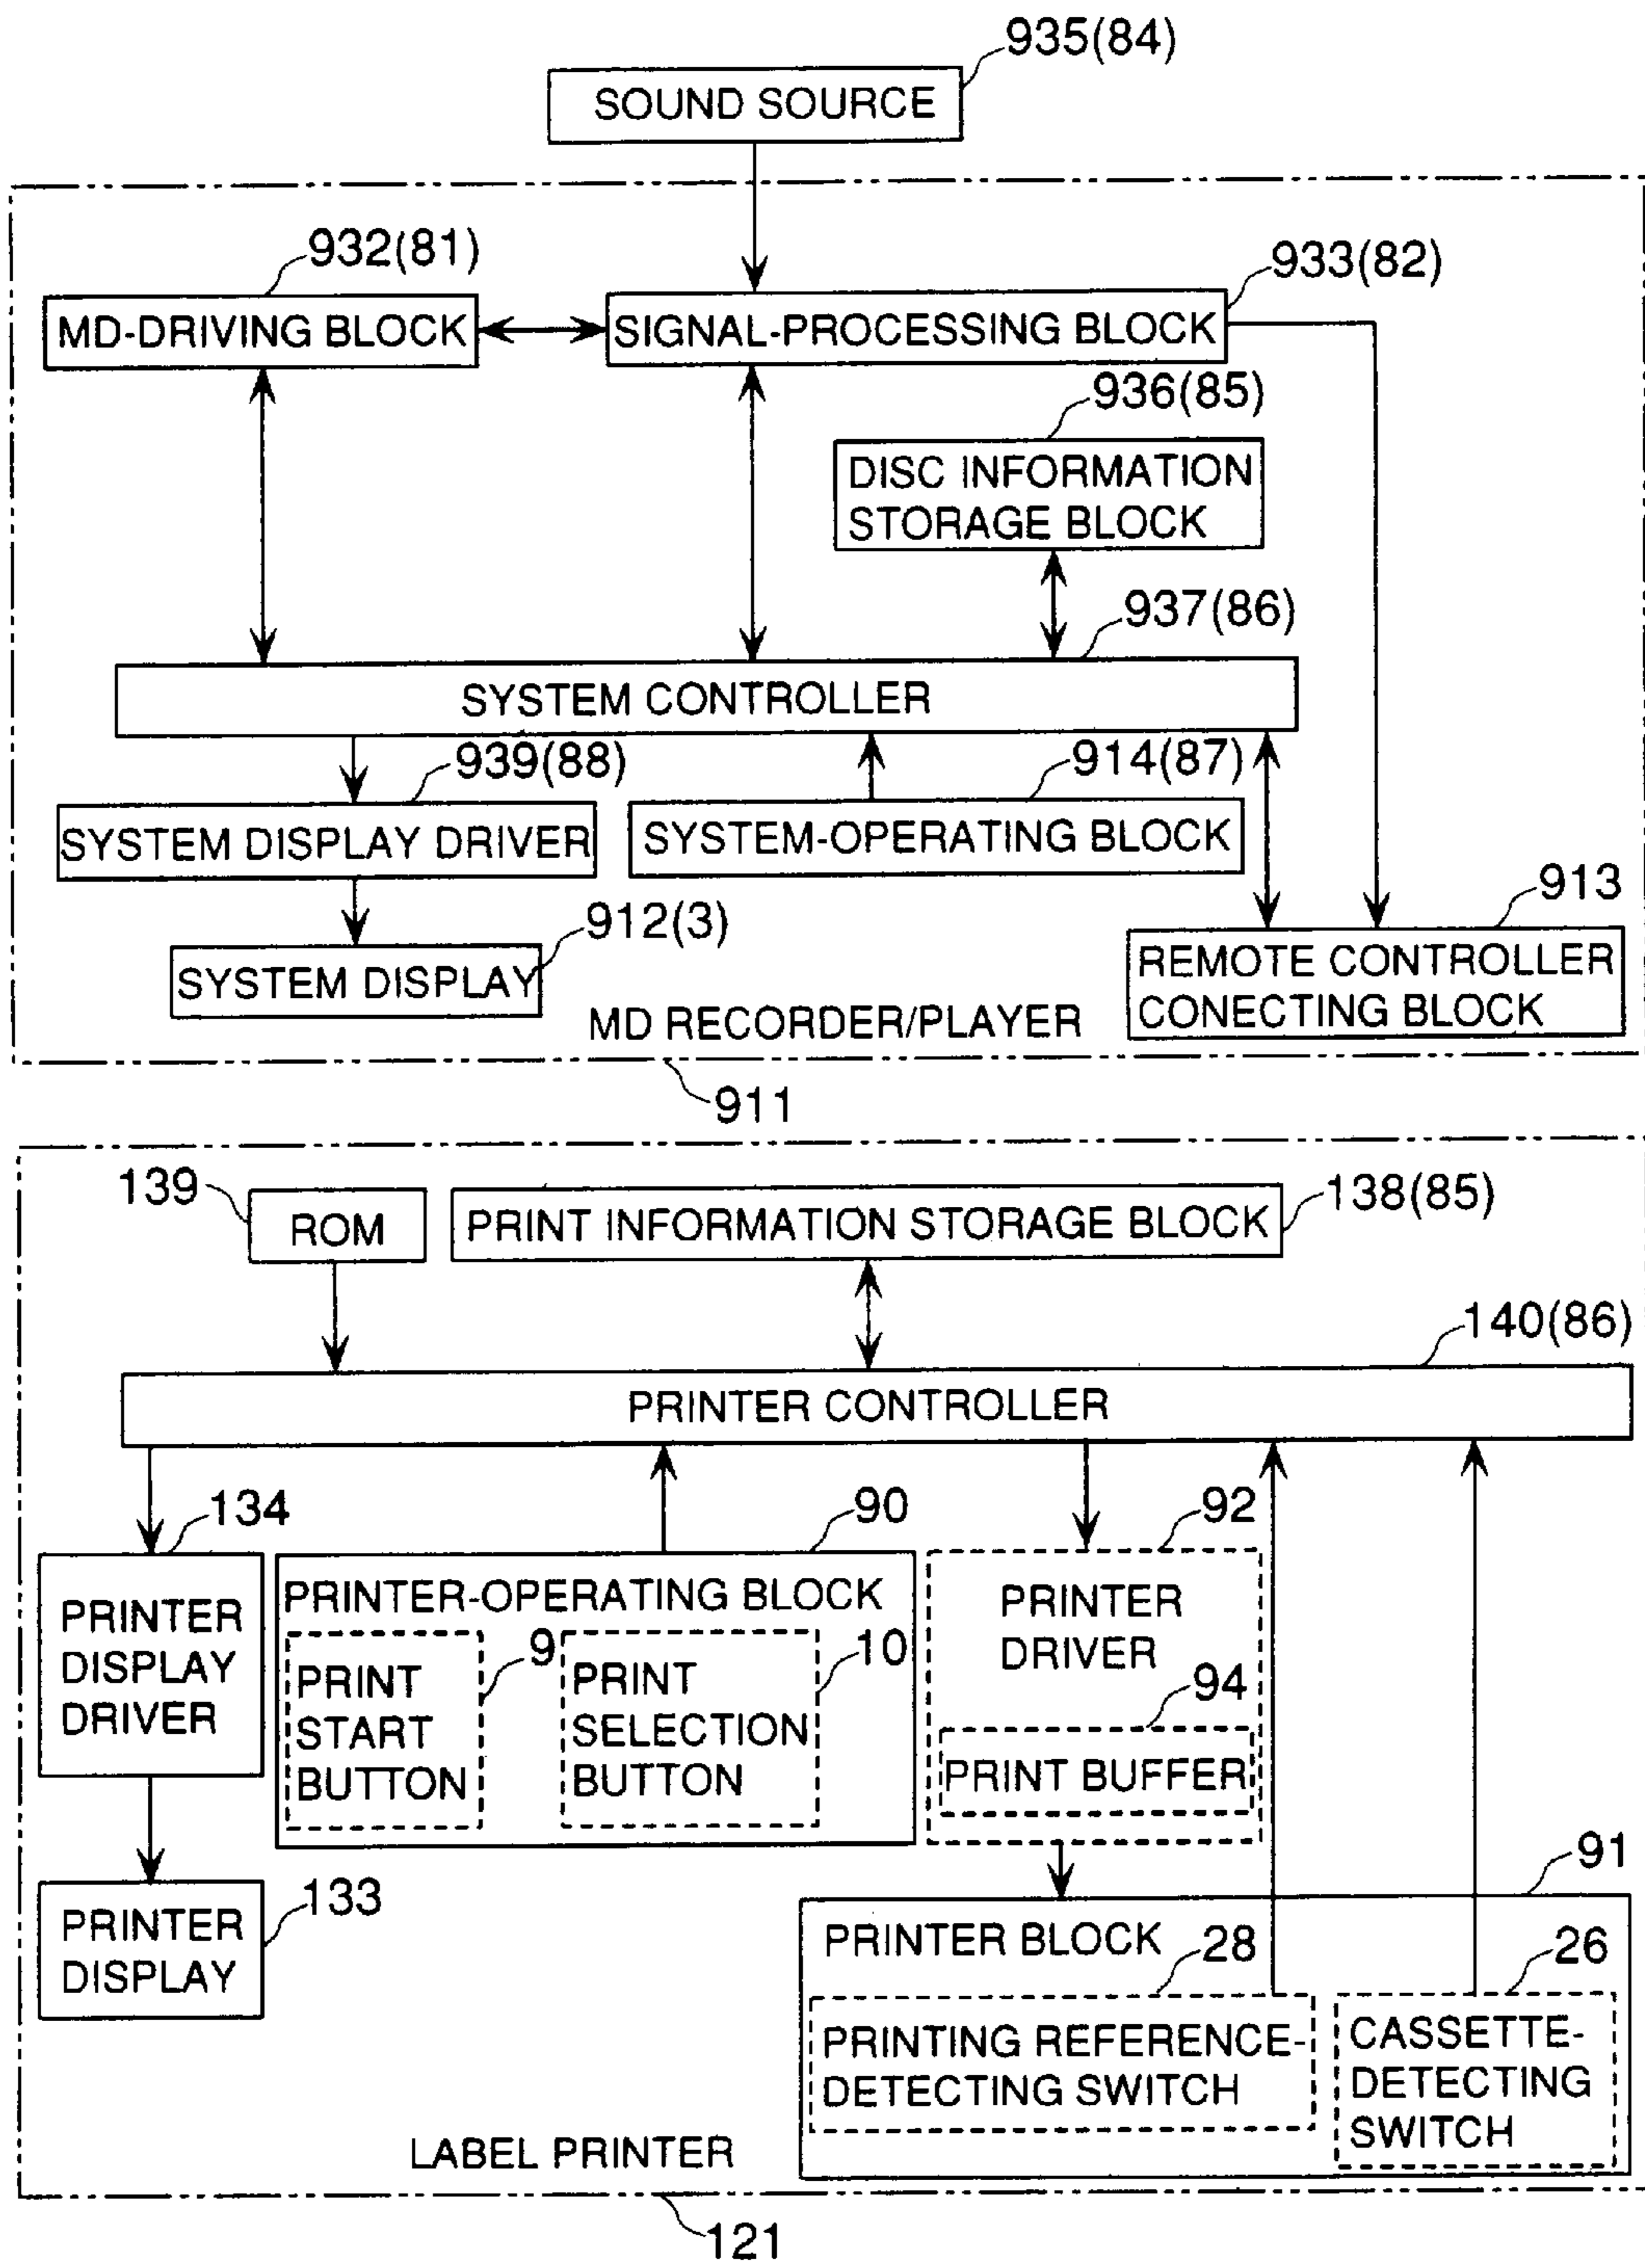 935(84)
SOUND SOURCE
932(81)
933(82)
MD-DRIVING BLOCK
SIGNAL-PROCESSING BLOCK
936(85)
DISC INFORMATION
STORAGE BLOCK
937(86)
SYSTEM CONTROLLER
939(88)
914(87)
SYSTEM DISPLAY DRIVER
SYSTEM-OPERATING BLOCK
913
912(3)
SYSTEM DISPLAY
REMOTE CONTROLLER
CONECTING BLOCK
MD RECORDER/PLAYER
911
139
ROM
PRINT INFORMATION STORAGE BLOCK
138(85)
140(86)
PRINTER CONTROLLER
134
90
92
PRINTER
DISPLAY
DRIVER
PRINTER-OPERATING BLOCK
9
10
PRINT
START
BUTTON
PRINT
SELECTION
BUTTON
PRINTER
DRIVER
94
PRINT BUFFER
91
133
PRINTER
DISPLAY
PRINTER BLOCK
28
26
PRINTING REFERENCE-
DETECTING SWITCH
CASSETTE-
DETECTING
SWITCH
LABEL PRINTER
121